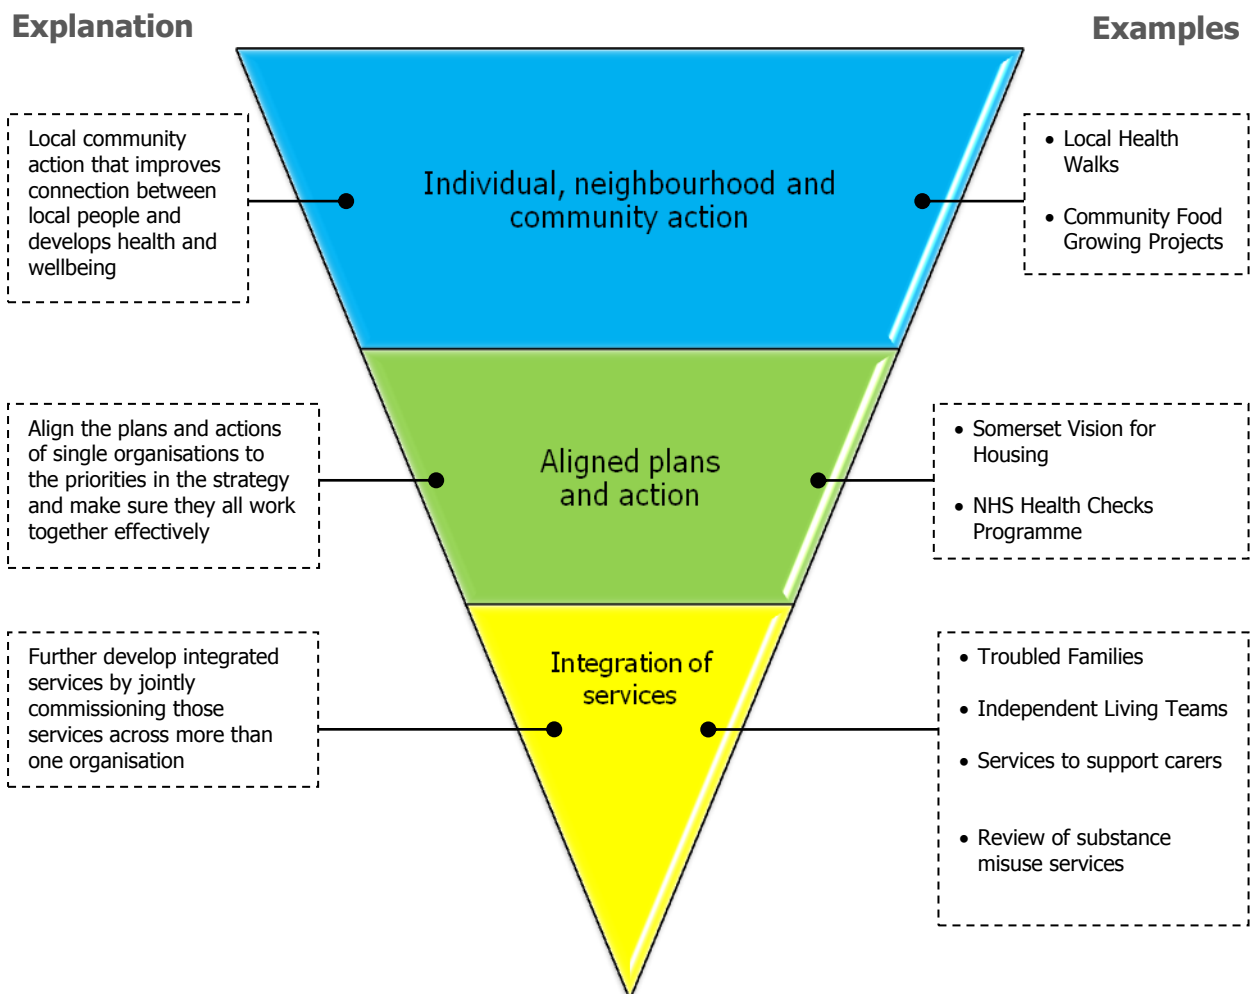 Explanation
Examples
Local community
action that improves
connection between
local people and
develops health and
wellbeing
Individual, neighbourhood and
community action
• Local Health
Walks
• Community Food
Growing Projects
Align the plans and actions
of single organisations to
the priorities in the strategy
and make sure they all work
together effectively
Aligned plans
and action
• Somerset Vision for
Housing
• NHS Health Checks
Programme
Further develop integrated
services by jointly
commissioning those
services across more than
one organisation
Integration of
services
• Troubled Families
• Independent Living Teams
• Services to support carers
• Review of substance
misuse services